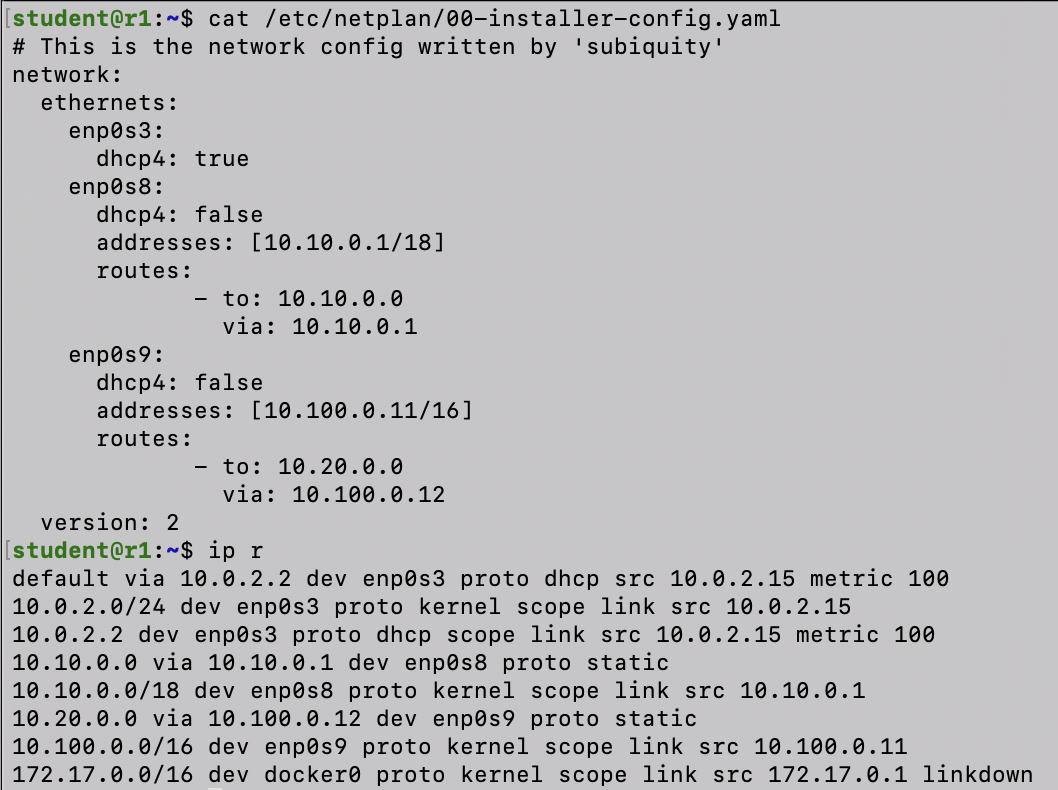 [student@r1:~$ cat /etc/netplan/00-installer-config.yaml
# This is the network config written by 'subiquity'
network:
  ethernets:
    enp0s3:
      dhcp4: true
    enp0s8:
      dhcp4: false
      addresses: [10.10.0.1/18]
      routes:
             - to: 10.10.0.0
               via: 10.10.0.1
    enp0s9:
      dhcp4: false
      addresses: [10.100.0.11/16]
      routes:
             - to: 10.20.0.0
               via: 10.100.0.12
  version: 2
[student@r1:~$ ip r
default via 10.0.2.2 dev enp0s3 proto dhcp src 10.0.2.15 metric 100
10.0.2.0/24 dev enp0s3 proto kernel scope link src 10.0.2.15
10.0.2.2 dev enp0s3 proto dhcp scope link src 10.0.2.15 metric 100
10.10.0.0 via 10.10.0.1 dev enp0s8 proto static
10.10.0.0/18 dev enp0s8 proto kernel scope link src 10.10.0.1
10.20.0.0 via 10.100.0.12 dev enp0s9 proto static
10.100.0.0/16 dev enp0s9 proto kernel scope link src 10.100.0.11
172.17.0.0/16 dev docker0 proto kernel scope link src 172.17.0.1 linkdown